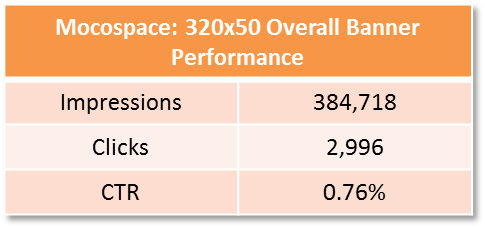 Mocospace: 320x50 Overall Banner
Performance
Impressions 384,718
Clicks 2,996
CTR 0.76%